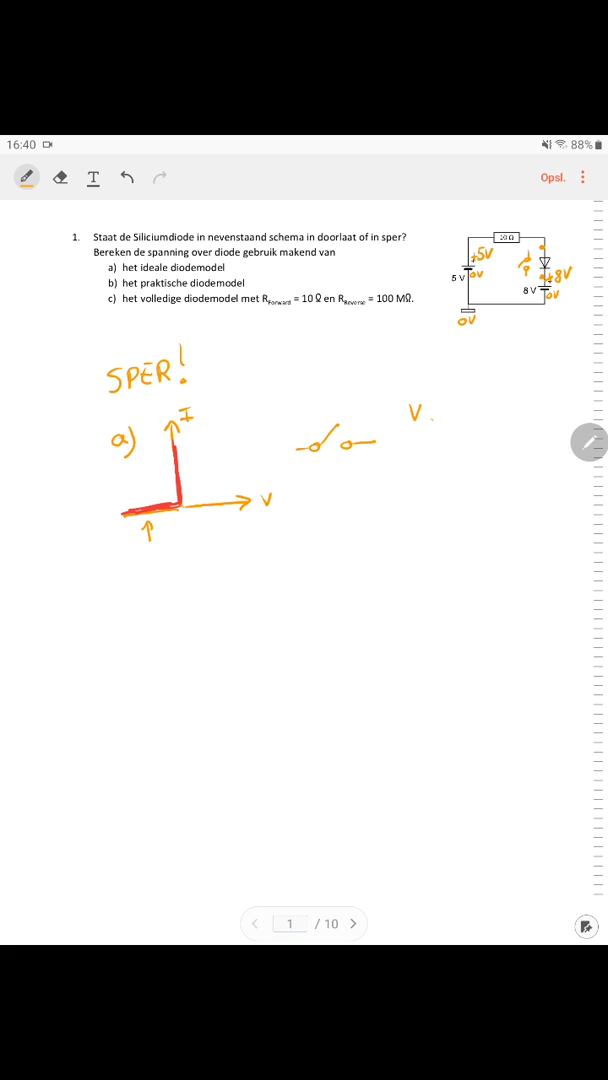 16:40 88%
T Opsl.
1. Staat de Siliciumdiode in nevenstaand schema in doorlaat of in sper?
Bereken de spanning over diode gebruik makend van
a) het ideale diodemodel
b) het praktische diodemodel
c) het volledige diodemodel met RForward = 10 Ω en RReverse = 100 MΩ.
+5V
5 V 0V
+8V
8 V 0V
0V
SPER!
a) I
V
V.
1 / 10